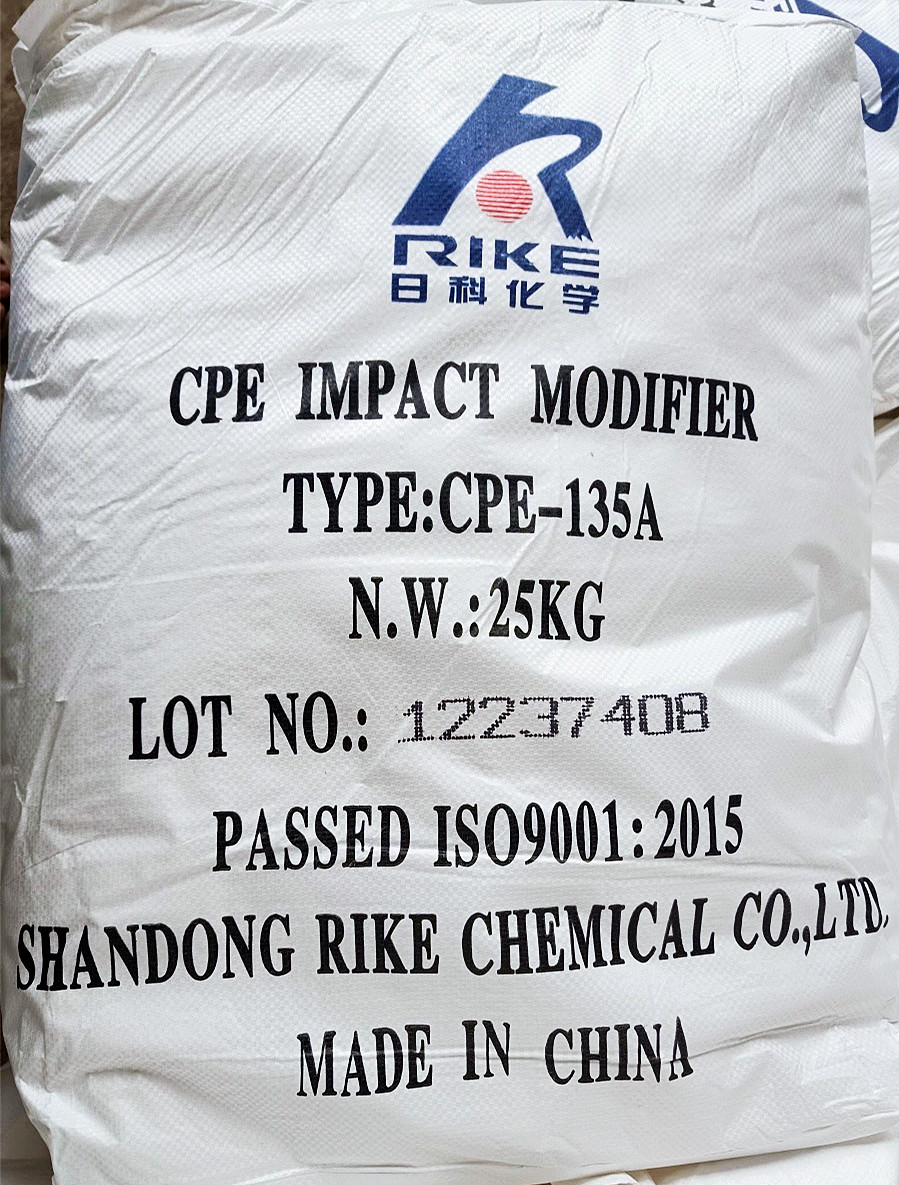 RIKE
日科化学
CPE IMPACT MODIFIER
TYPE:CPE-135A
N.W.:25KG
LOT NO.: 12237408
PASSED ISO9001:2015
SHANDONG RIKE CHEMICAL CO.,LTD.
MADE IN CHINA